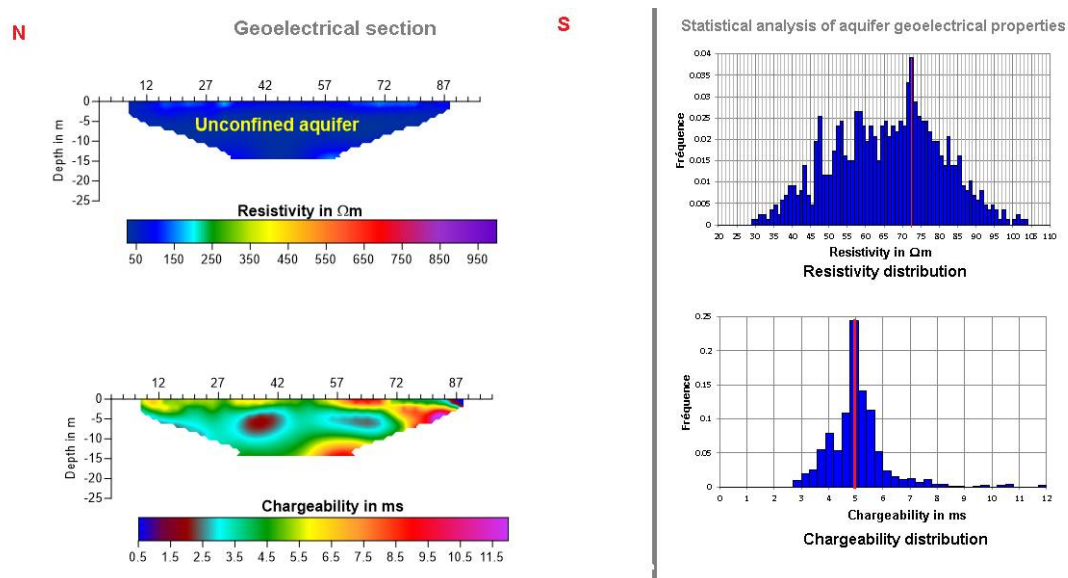 N
Geoelectrical section
S
12 27 42 57 72 87
0
-5
-10
-15
-20
-25
Depth in m
Unconfined aquifer
Resistivity in Ωm
50 150 250 350 450 550 650 750 850 950
12 27 42 57 72 87
0
-5
-10
-15
-20
-25
Depth in m
Chargeability in ms
0.5 1.5 2.5 3.5 4.5 5.5 6.5 7.5 8.5 9.5 10.5 11.5
Statistical analysis of aquifer geoelectrical properties
0.04
0.035
0.03
0.025
0.02
0.015
0.01
0.005
0
Fréquence
20 25 30 35 40 45 50 55 60 65 70 75 80 85 90 95 100 105 110
Resistivity in Ωm
Resistivity distribution
0.25
0.2
0.15
0.1
0.05
0
Fréquence
0 1 2 3 4 5 6 7 8 9 10 11 12
Chargeability in ms
Chargeability distribution